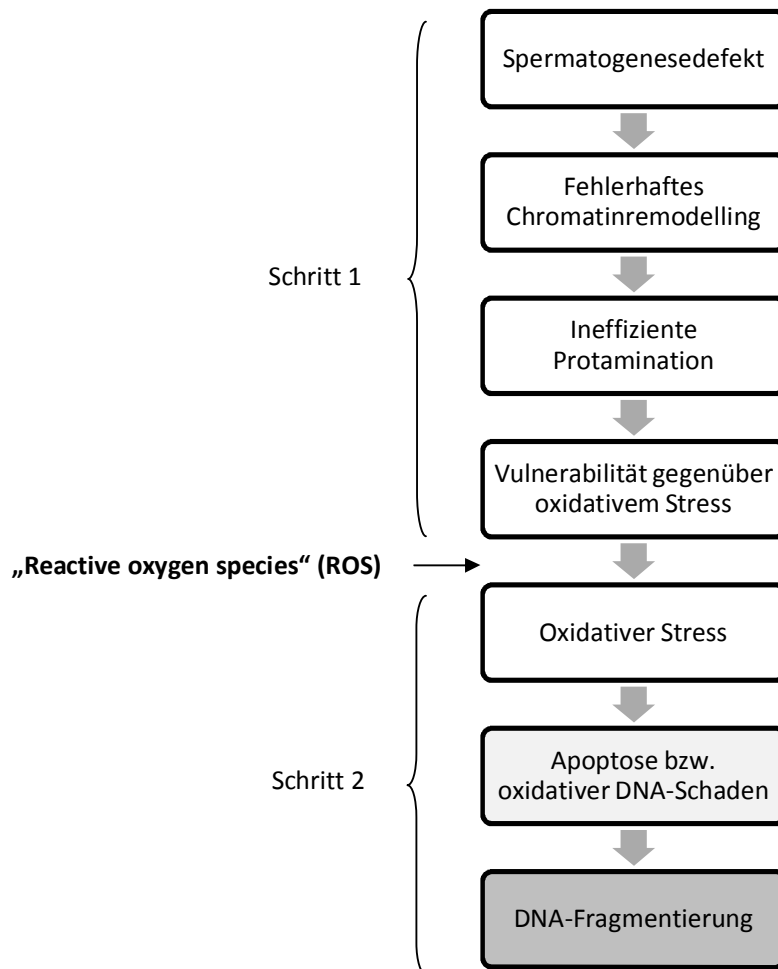 Spermatogenesedefekt
Fehlerhaftes
Chromatinremodelling
Schritt 1
Ineffiziente
Protamination
Vulnerabilität gegenüber
oxidativem Stress
„Reactive oxygen species“ (ROS)
Oxidativer Stress
Schritt 2
Apoptose bzw.
oxidativer DNA-Schaden
DNA-Fragmentierung